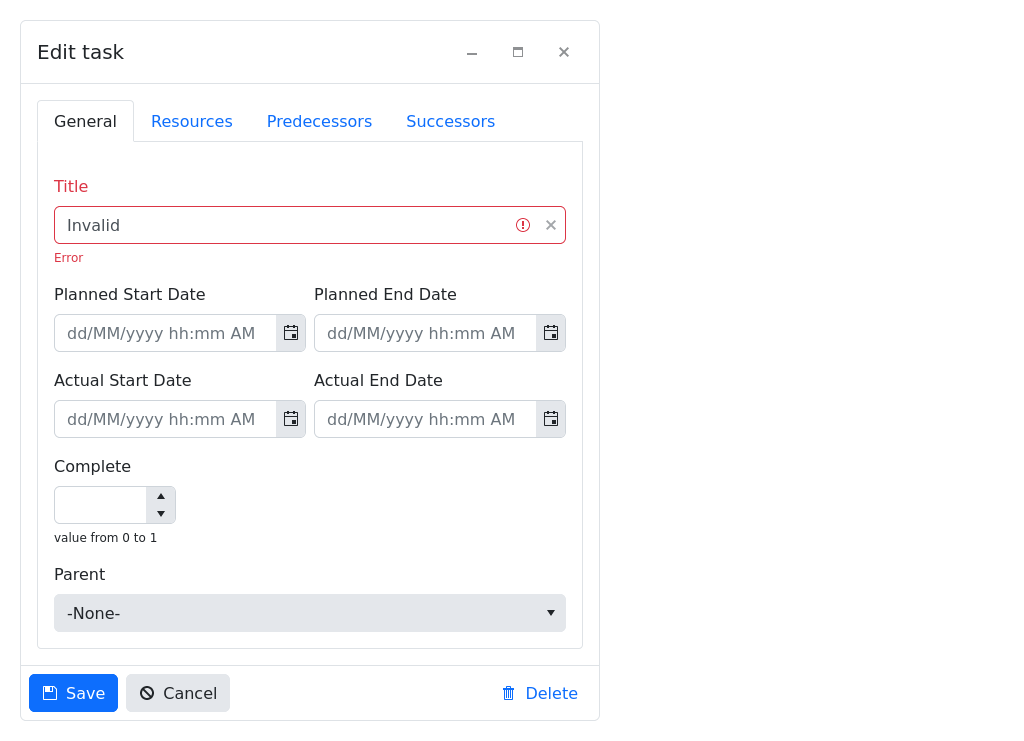 Edit task
General Resources Predecessors Successors
Title
Invalid
Error
Planned Start Date Planned End Date
dd/MM/yyyy hh:mm AM dd/MM/yyyy hh:mm AM
Actual Start Date Actual End Date
dd/MM/yyyy hh:mm AM dd/MM/yyyy hh:mm AM
Complete
value from 0 to 1
Parent
-None-
Save Cancel Delete